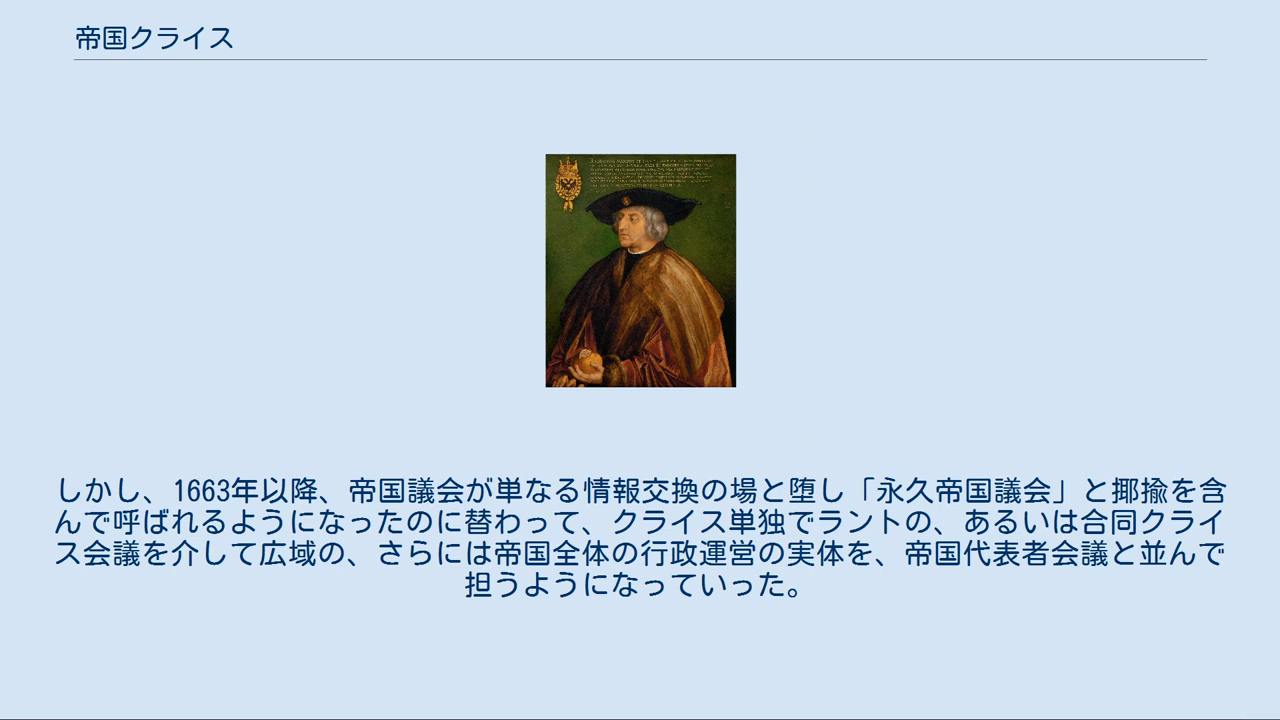 帝国クライス
しかし、1663年以降、帝国議会が単なる情報交換の場と堕し「永久帝国議会」と揶揄を含
んで呼ばれるようになったのに替わって、クライス単独でラントの、あるいは合同クライ
ス会議を介して広域の、さらには帝国全体の行政運営の実体を、帝国代表者会議と並んで
担うようになっていった。